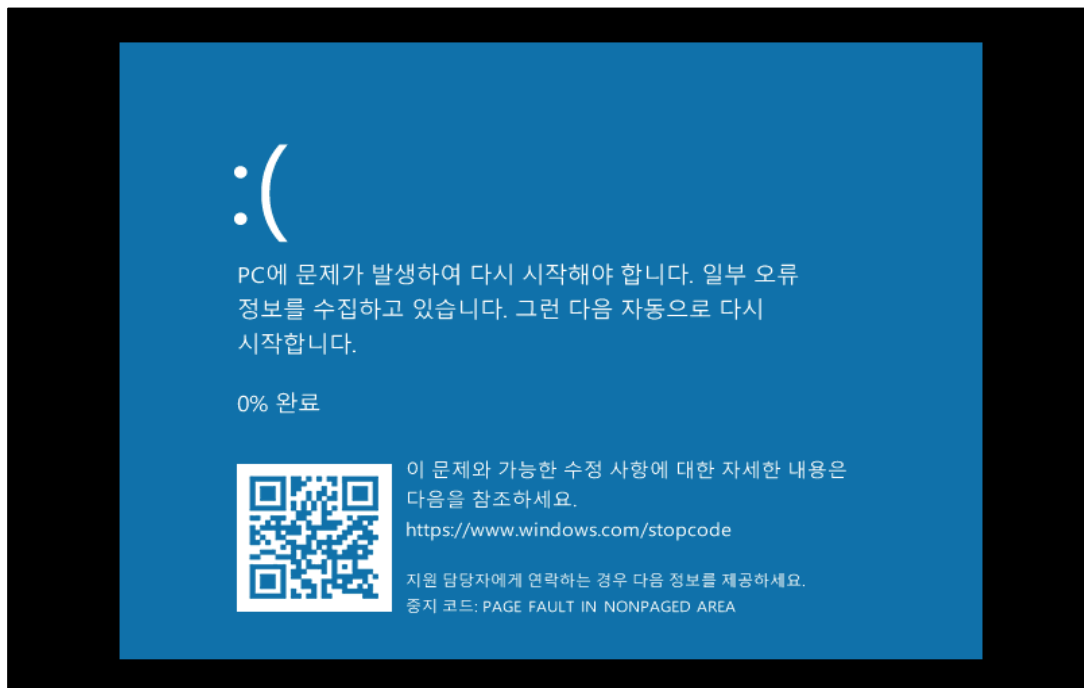 :(
PC에 문제가 발생하여 다시 시작해야 합니다. 일부 오류
정보를 수집하고 있습니다. 그런 다음 자동으로 다시
시작합니다.
0% 완료
이 문제와 가능한 수정 사항에 대한 자세한 내용은
다음을 참조하세요.
https://www.windows.com/stopcode
지원 담당자에게 연락하는 경우 다음 정보를 제공하세요.
중지 코드: PAGE FAULT IN NONPAGED AREA